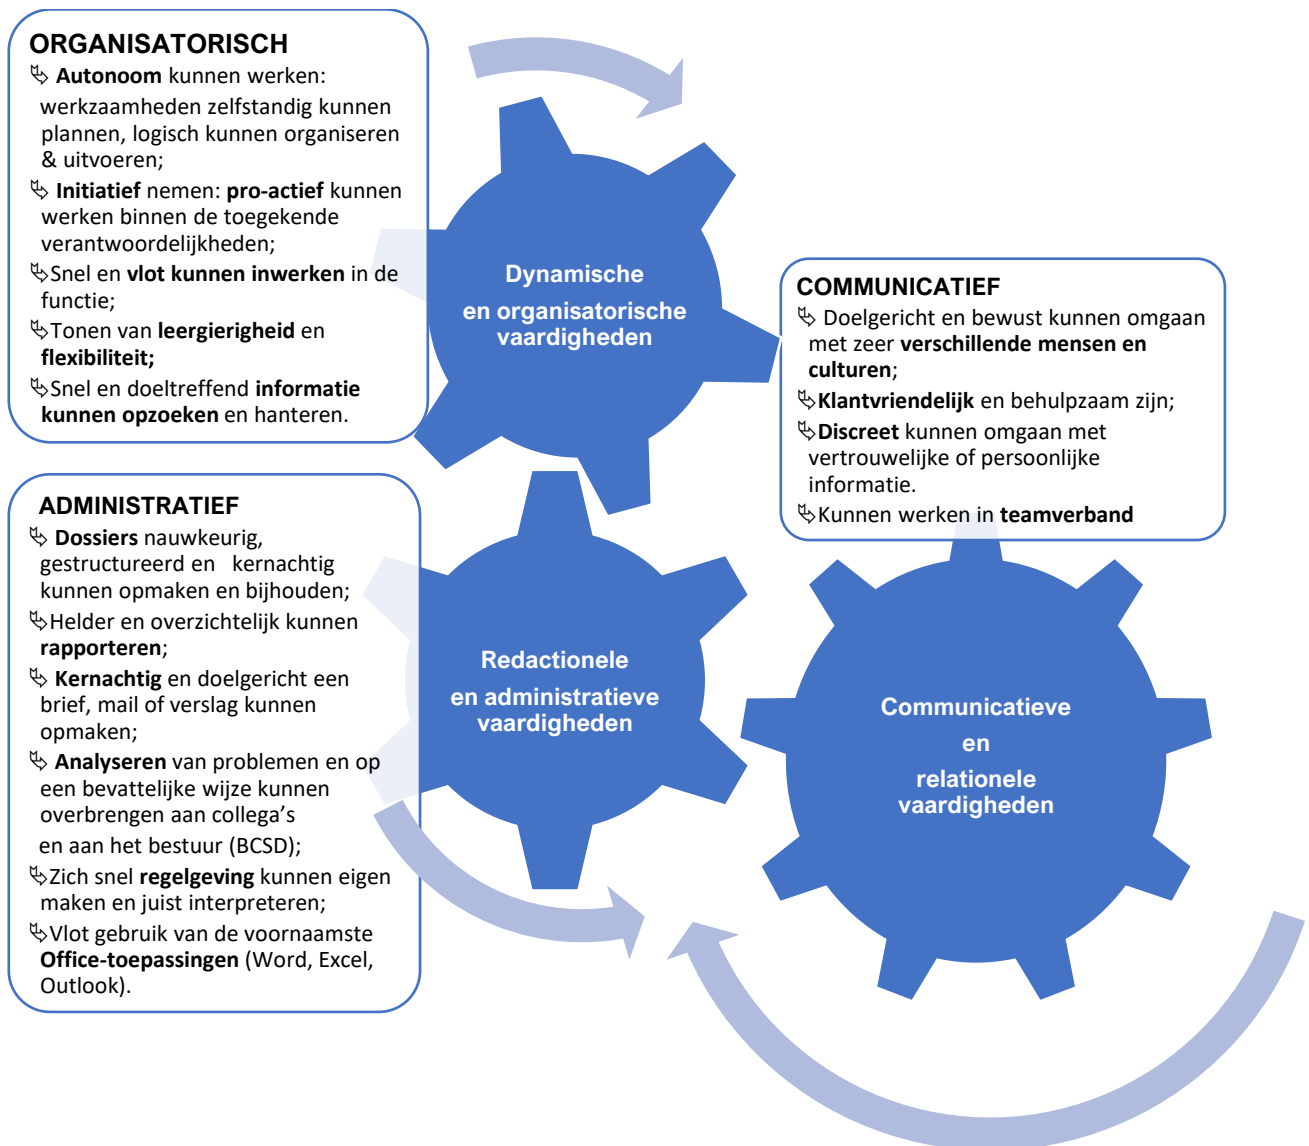 ORGANISATORISCH
Autonoom kunnen werken:
werkzaamheden zelfstandig kunnen
plannen, logisch kunnen organiseren
& uitvoeren;
Initiatief nemen: pro-actief kunnen
werken binnen de toegekende
verantwoordelijkheden;
Snel en vlot kunnen inwerken in de
functie;
Tonen van leergierigheid en
flexibiliteit;
Snel en doeltreffend informatie
kunnen opzoeken en hanteren.
Dynamische
en organisatorische
vaardigheden
COMMUNICATIEF
Doelgericht en bewust kunnen omgaan
met zeer verschillende mensen en
culturen;
Klantvriendelijk en behulpzaam zijn;
Discreet kunnen omgaan met
vertrouwelijke of persoonlijke
informatie.
Kunnen werken in teamverband
ADMINISTRATIEF
Dossiers nauwkeurig,
gestructureerd en kernachtig
kunnen opmaken en bijhouden;
Helder en overzichtelijk kunnen
rapporteren;
Kernachtig en doelgericht een
brief, mail of verslag kunnen
opmaken;
Analyseren van problemen en op
een bevattelijke wijze kunnen
overbrengen aan collega's
en aan het bestuur (BCSD);
Zich snel regelgeving kunnen eigen
maken en juist interpreteren;
Vlot gebruik van de voornaamste
Office-toepassingen (Word, Excel,
Outlook).
Redactionele
en administratieve
vaardigheden
Communicatieve
en
relationele
vaardigheden